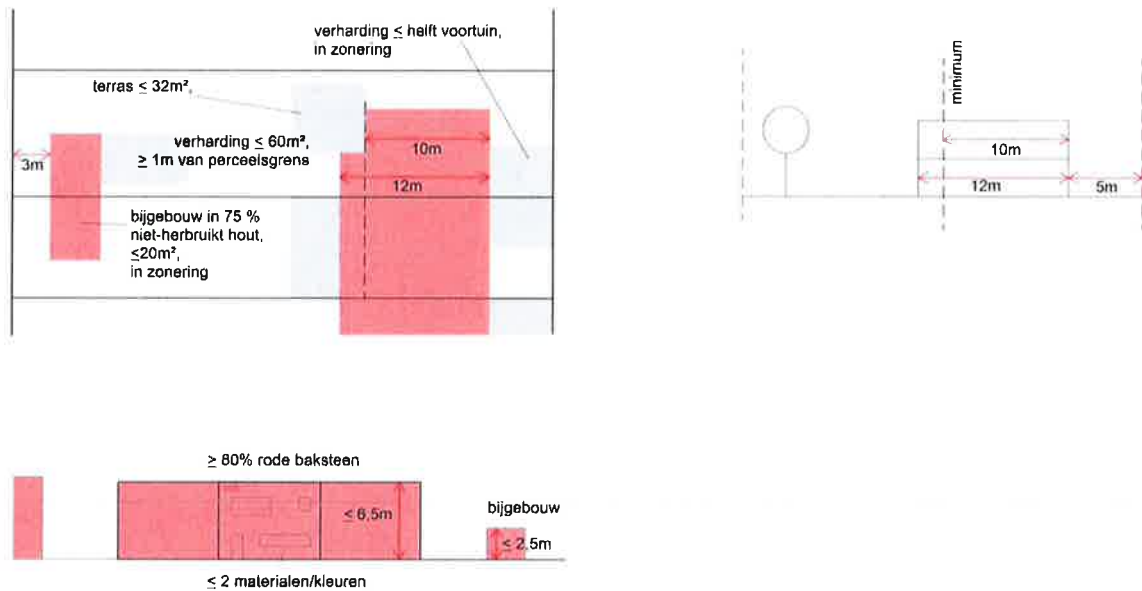 verharding ≤ helft voortuin,
in zonering
terras ≤ 32m²,
verharding ≤ 60m²,
≥ 1m van perceelsgrens
3m
10m
12m
bijgebouw in 75 %
niet-herbruikt hout,
≤20m²,
in zonering
minimum
10m
12m
5m
≥ 80% rode baksteen
≤ 6,5m
bijgebouw
≤ 2,5m
≤ 2 materialen/kleuren